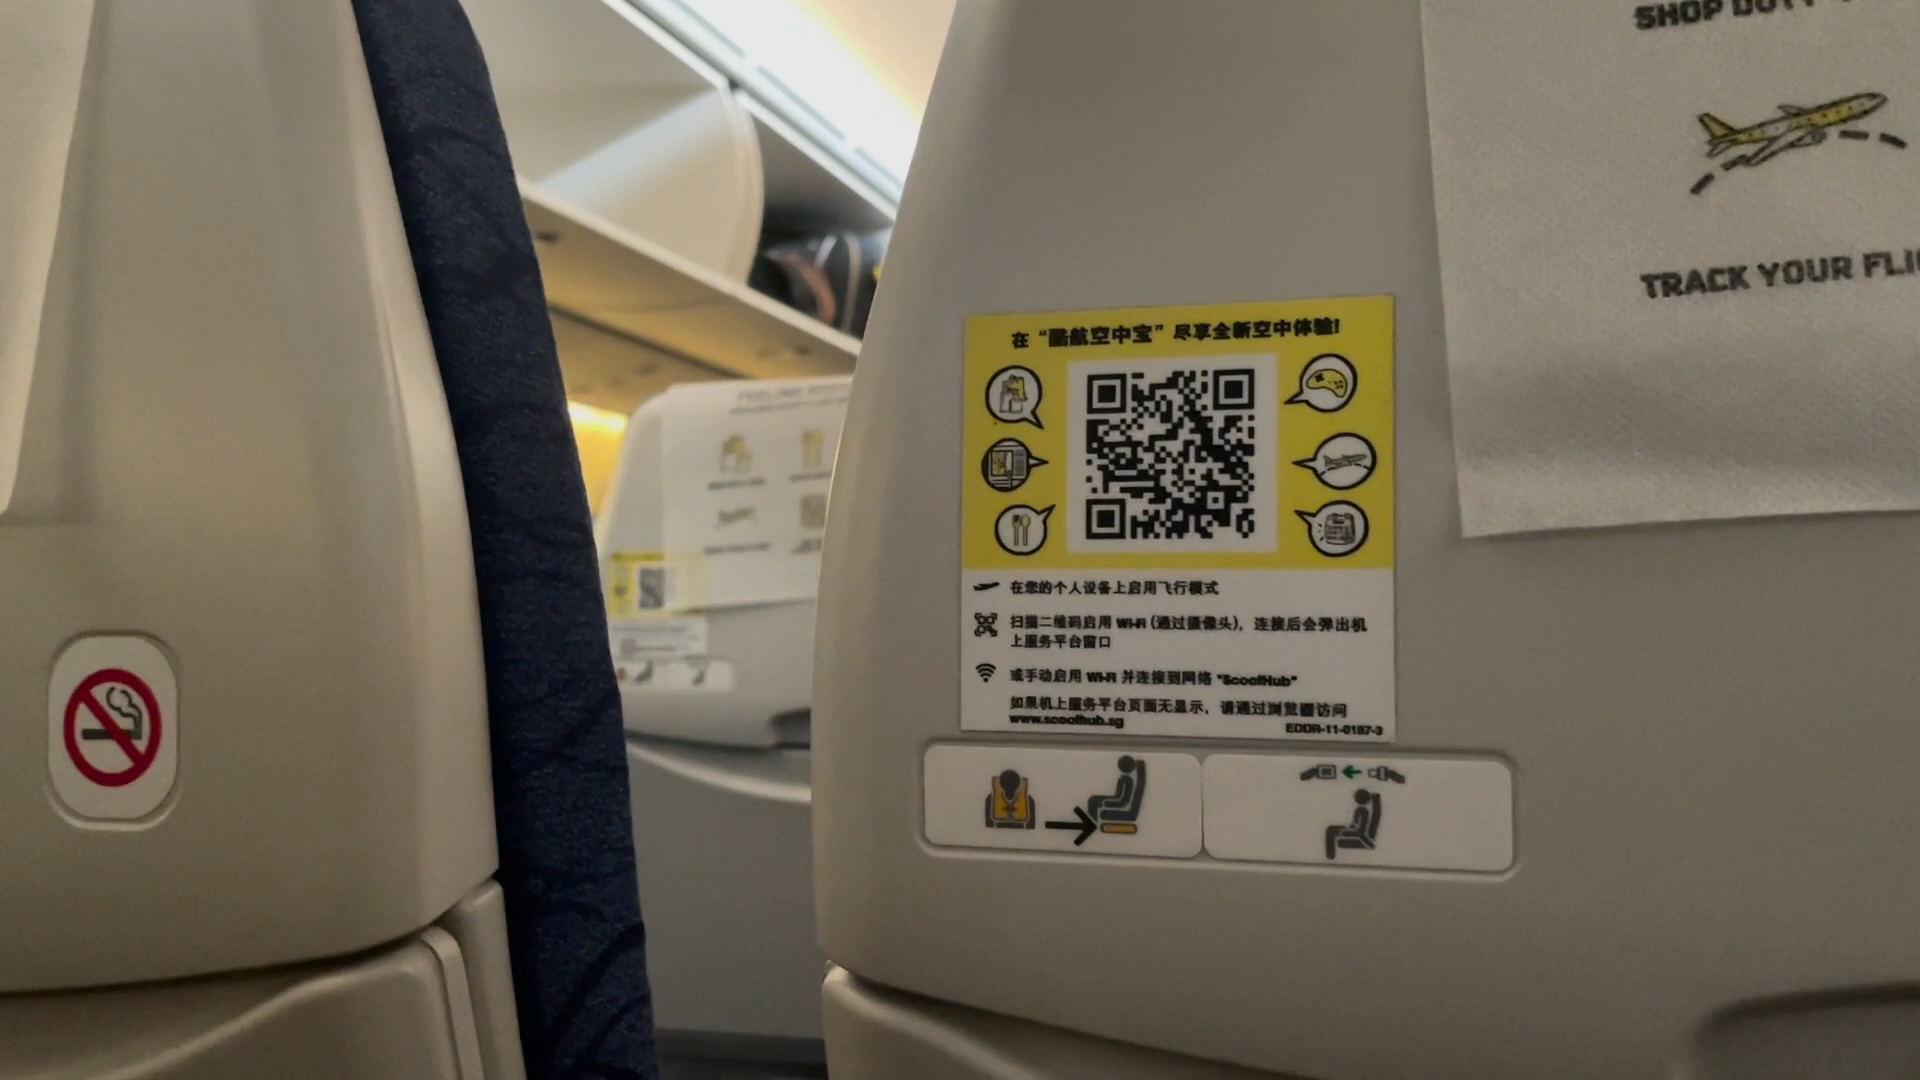 SHOP DUTY
TRACK YOUR FLI
在“酷航空中宝”尽享全新空中体验!
在您的个人设备上启用飞行模式
扫描二维码启用 Wi-Fi (通过摄像头)，连接后会弹出机
上服务平台窗口
或手动启用 Wi-Fi 并连接到网络 "ScootHub"
如果机上服务平台页面无显示，请通过浏览器访问
www.scoothub.sg
EDDR-11-0187-3
FEELING